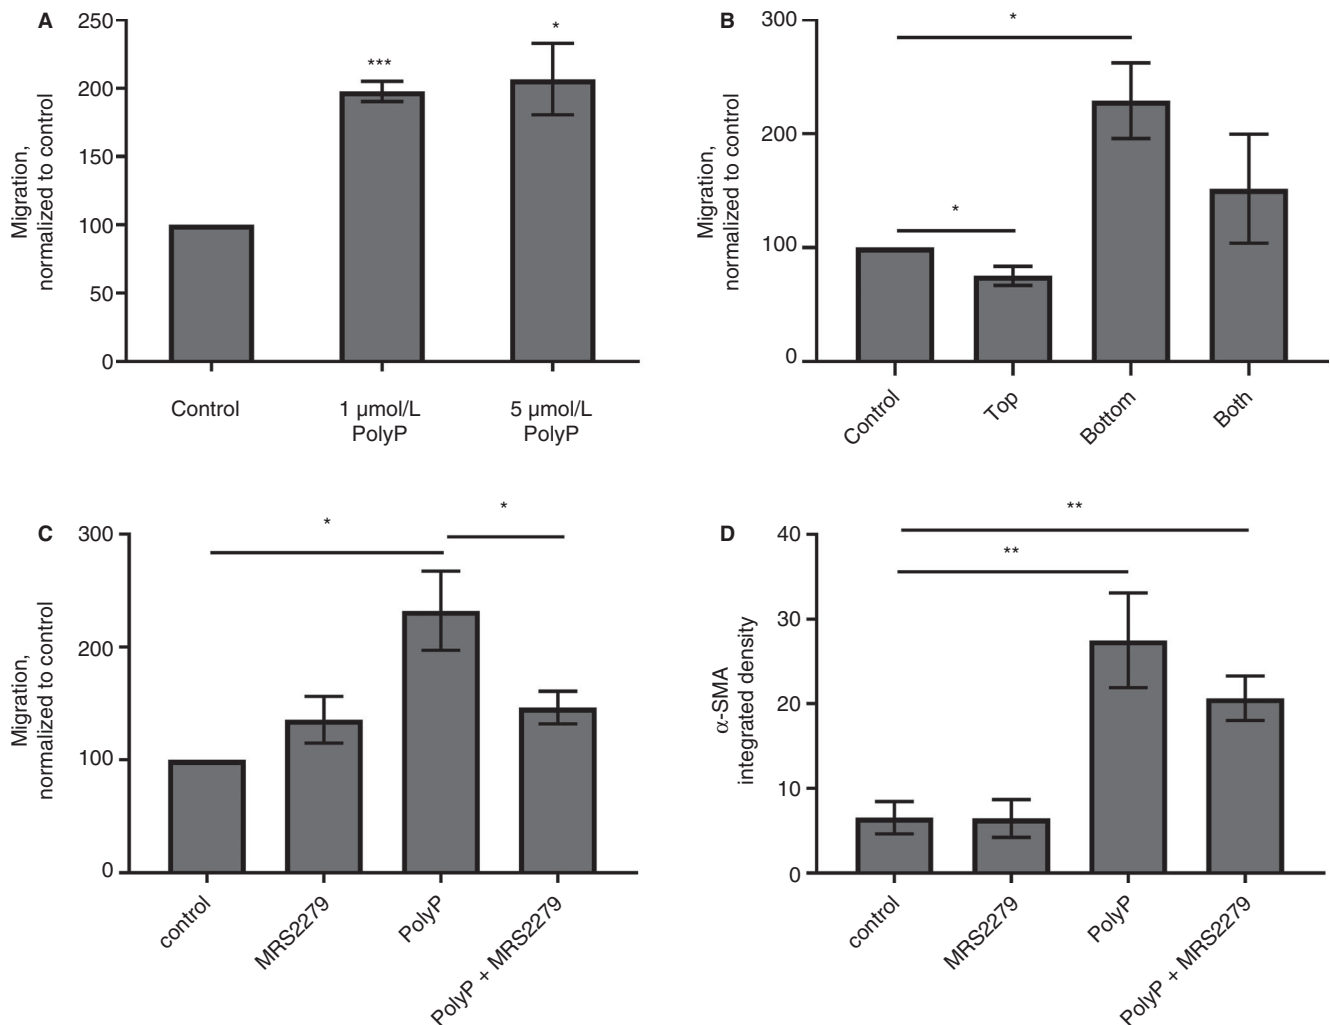 A
250
200
150
100
50
0
Migration,
normalized to control
***
*
Control
1 µmol/L
PolyP
5 µmol/L
PolyP
B
300
200
100
0
Migration,
normalized to control
*
*
Control
Top
Bottom
Both
C
300
200
100
0
Migration,
normalized to control
*
*
control
MRS2279
PolyP
PolyP + MRS2279
D
40
30
20
10
0
α-SMA
integrated density
**
**
control
MRS2279
PolyP
PolyP + MRS2279